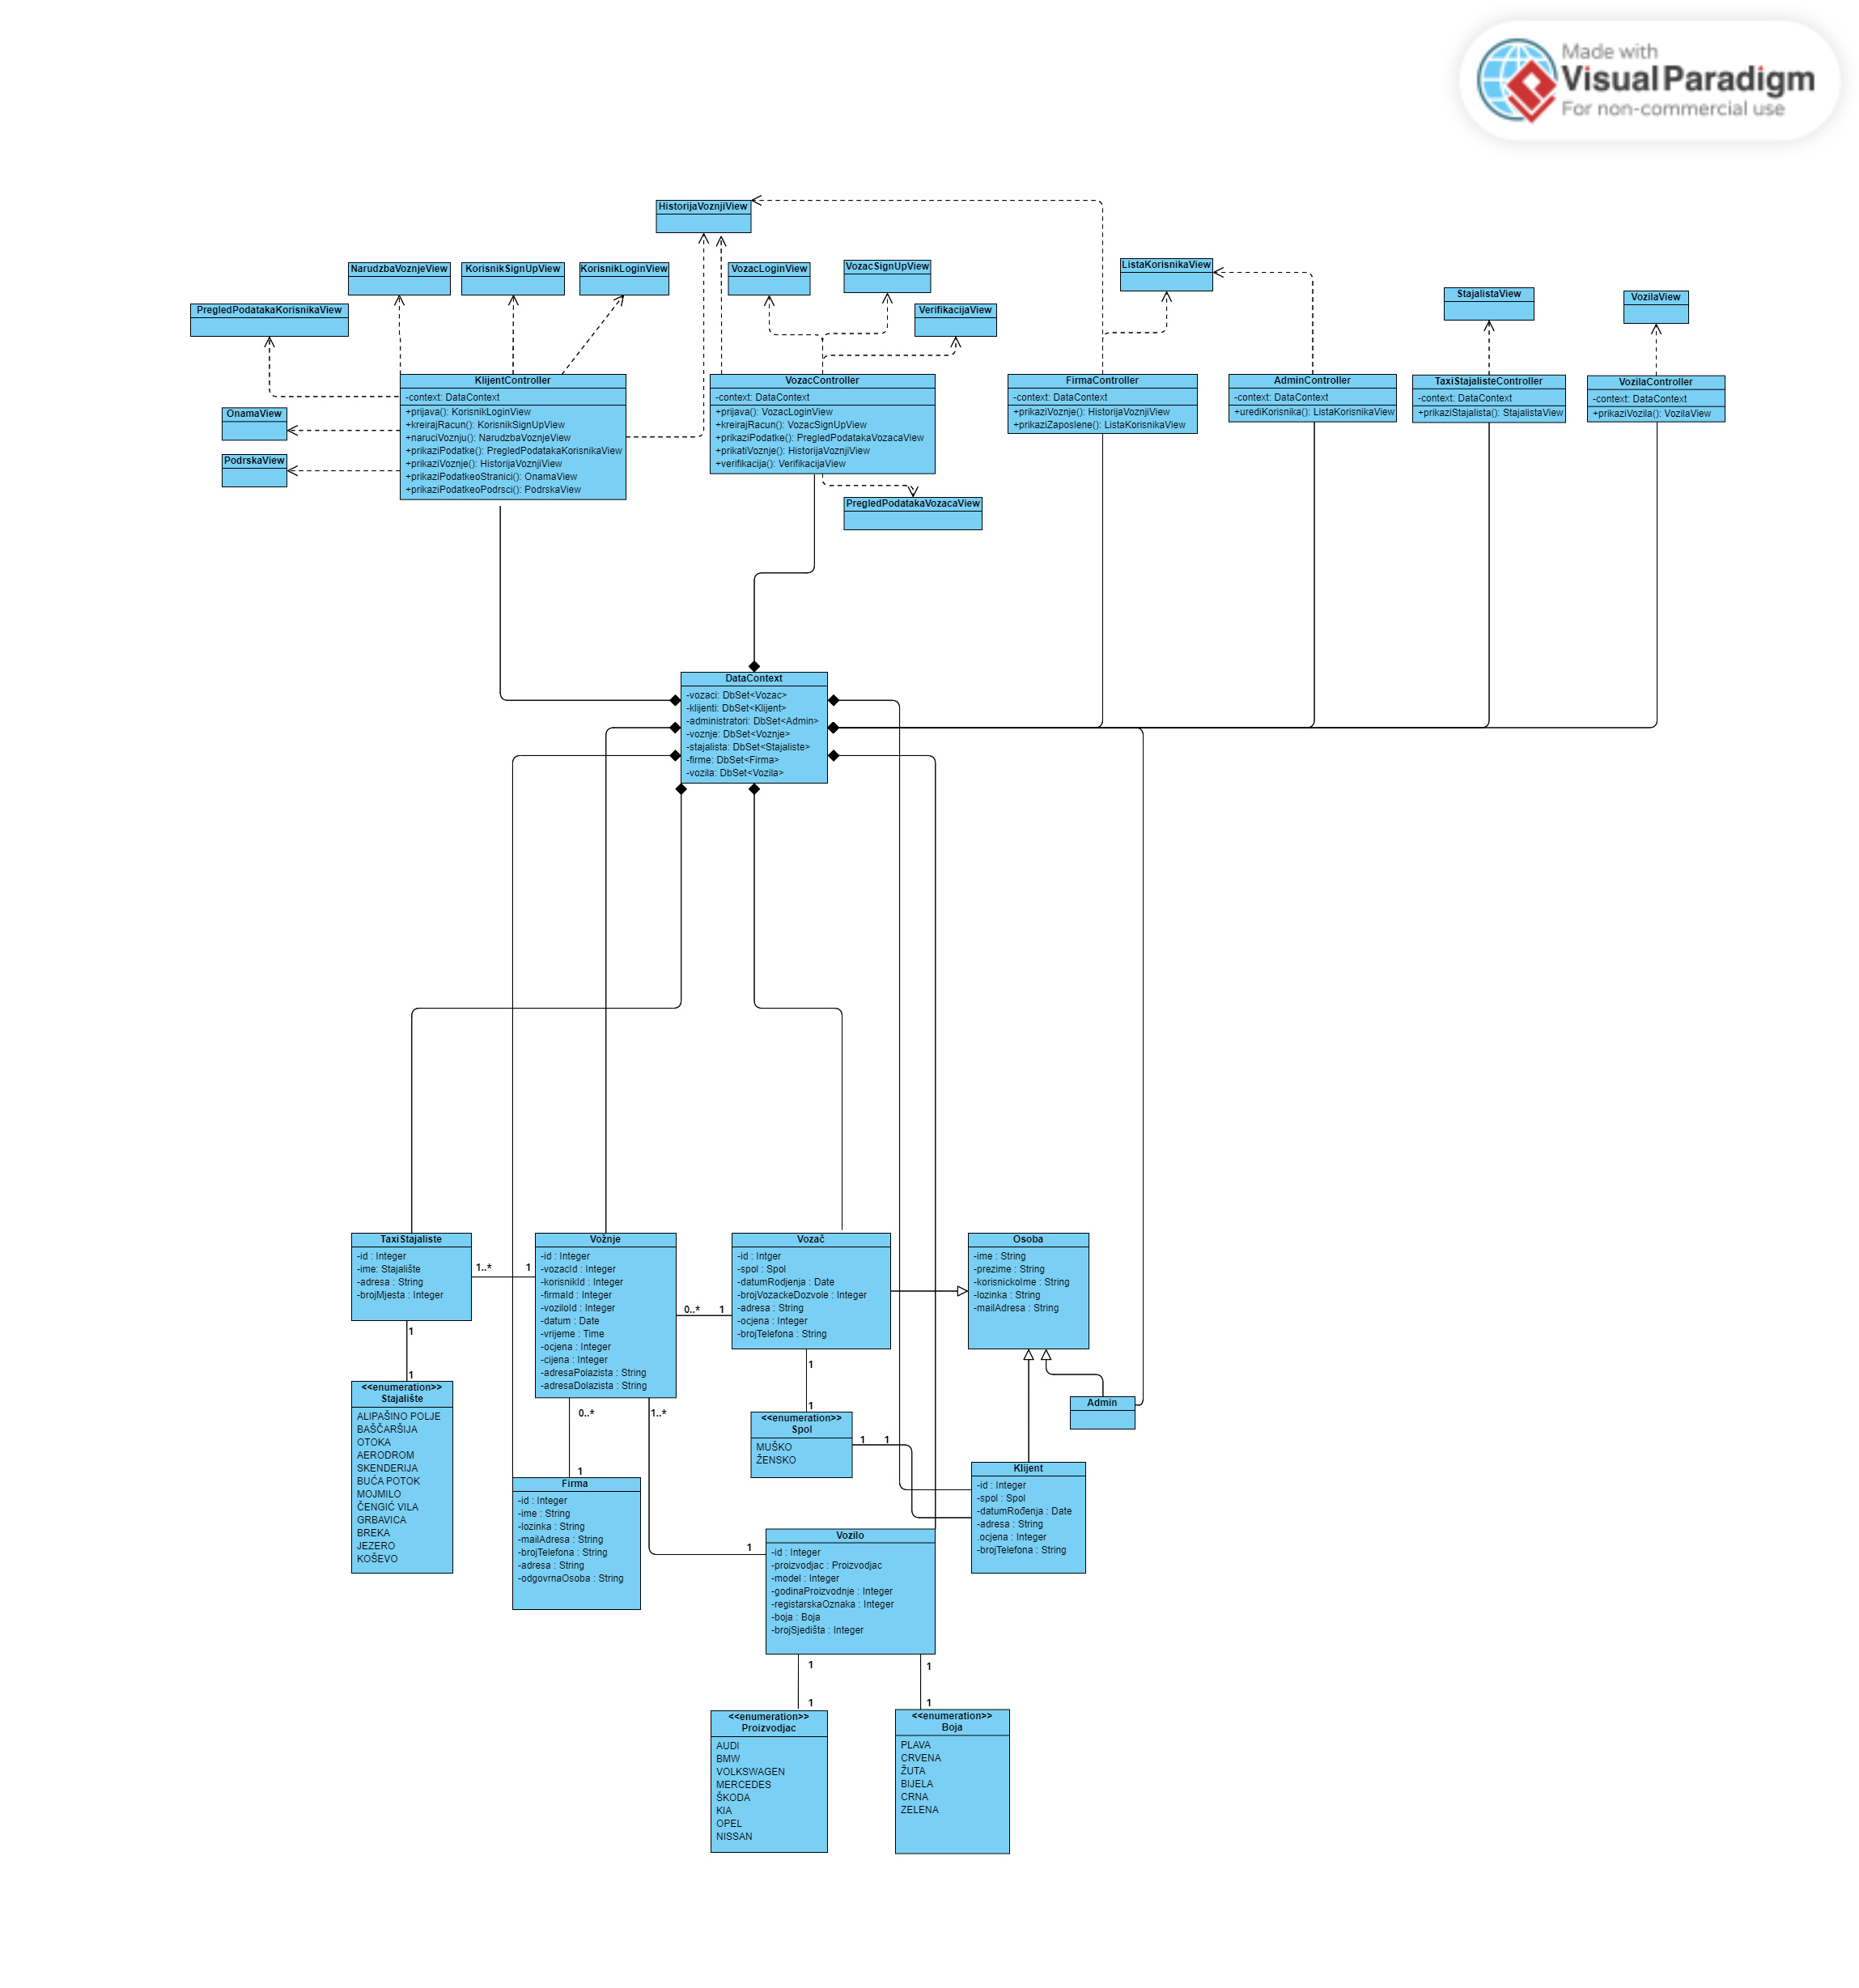 Made with
Visual Paradigm
For non-commercial use
HistorijaVoznjiView
NarudzbaVoznjeView
KorisnikSignUpView
KorisnikLoginView
VozacLoginView
VozacSignUpView
ListaKorisnikaView
StajalistaView
VozilaView
PregledPodatakaKorisnikaView
VerifikacijaView
OnamaView
PodrskaView
KlijentController
-context: DataContext
+prijava(): KorisnikLoginView
+kreirajRacun(): KorisnikSignUpView
+naruciVoznju(): NarudzbaVoznjeView
+prikaziPodatke(): PregledPodatakaKorisnikaView
+prikaziVoznje(): HistorijaVoznjiView
+prikaziPodatkeoStranici(): OnamaView
+prikaziPodatkeoPodrsci(): PodrskaView
VozacController
-context: DataContext
+prijava(): VozacLoginView
+kreirajRacun(): VozacSignUpView
+prikaziPodatke(): PregledPodatakaVozacaView
+prikatiVoznje(): HistorijaVoznjiView
+verifikacija(): VerifikacijaView
FirmaController
-context: DataContext
+prikaziVoznje(): HistorijaVoznjiView
+prikaziZaposlene(): ListaKorisnikaView
AdminController
-context: DataContext
+urediKorisnika(): ListaKorisnikaView
TaxiStajalisteController
-context: DataContext
+prikaziStajalista(): StajalistaView
VozilaController
-context: DataContext
+prikaziVozila(): VozilaView
PregledPodatakaVozacaView
DataContext
-vozaci: DbSet<Vozac>
-klijenti: DbSet<Klijent>
-administratori: DbSet<Admin>
-voznje: DbSet<Voznje>
-stajalista: DbSet<Stajaliste>
-firme: DbSet<Firma>
-vozila: DbSet<Vozila>
TaxiStajaliste
-id : Integer
-ime: Stajalište
-adresa : String
-brojMjesta : Integer
1..*
1
Vožnje
-id : Integer
-vozacId : Integer
-korisnikId : Integer
-firmaId : Integer
-voziloId : Integer
-datum : Date
-vrijeme : Time
-ocjena : Integer
-cijena : Integer
-adresaPolazista : String
-adresaDolazista : String
0..*
1
Vozač
-id : Intger
-spol : Spol
-datumRodjenja : Date
-brojVozackeDozvole : Integer
-adresa : String
-ocjena : Integer
-brojTelefona : String
Osoba
-ime : String
-prezime : String
-korisnickoIme : String
-lozinka : String
-mailAdresa : String
1
1
<<enumeration>>
Stajalište
ALIPAŠINO POLJE
BAŠČARŠIJA
OTOKA
AERODROM
SKENDERIJA
BUĆA POTOK
MOJMILO
ČENGIĆ VILA
GRBAVICA
BREKA
JEZERO
KOŠEVO
0..*
1
1..*
1
1
1
<<enumeration>>
Spol
MUŠKO
ŽENSKO
1
1
Admin
Klijent
-id : Integer
-spol : Spol
-datumRođenja : Date
-adresa : String
.ocjena : Integer
-brojTelefona : String
Firma
-id : Integer
-ime : String
-lozinka : String
-mailAdresa : String
-brojTelefona : String
-adresa : String
-odgovrnaOsoba : String
Vozilo
-id : Integer
-proizvodjac : Proizvodjac
-model : Integer
-godinaProizvodnje : Integer
-registarskaOznaka : Integer
-boja : Boja
-brojSjedišta : Integer
1
1
1
1
<<enumeration>>
Proizvodjac
AUDI
BMW
VOLKSWAGEN
MERCEDES
ŠKODA
KIA
OPEL
NISSAN
<<enumeration>>
Boja
PLAVA
CRVENA
ŽUTA
BIJELA
CRNA
ZELENA